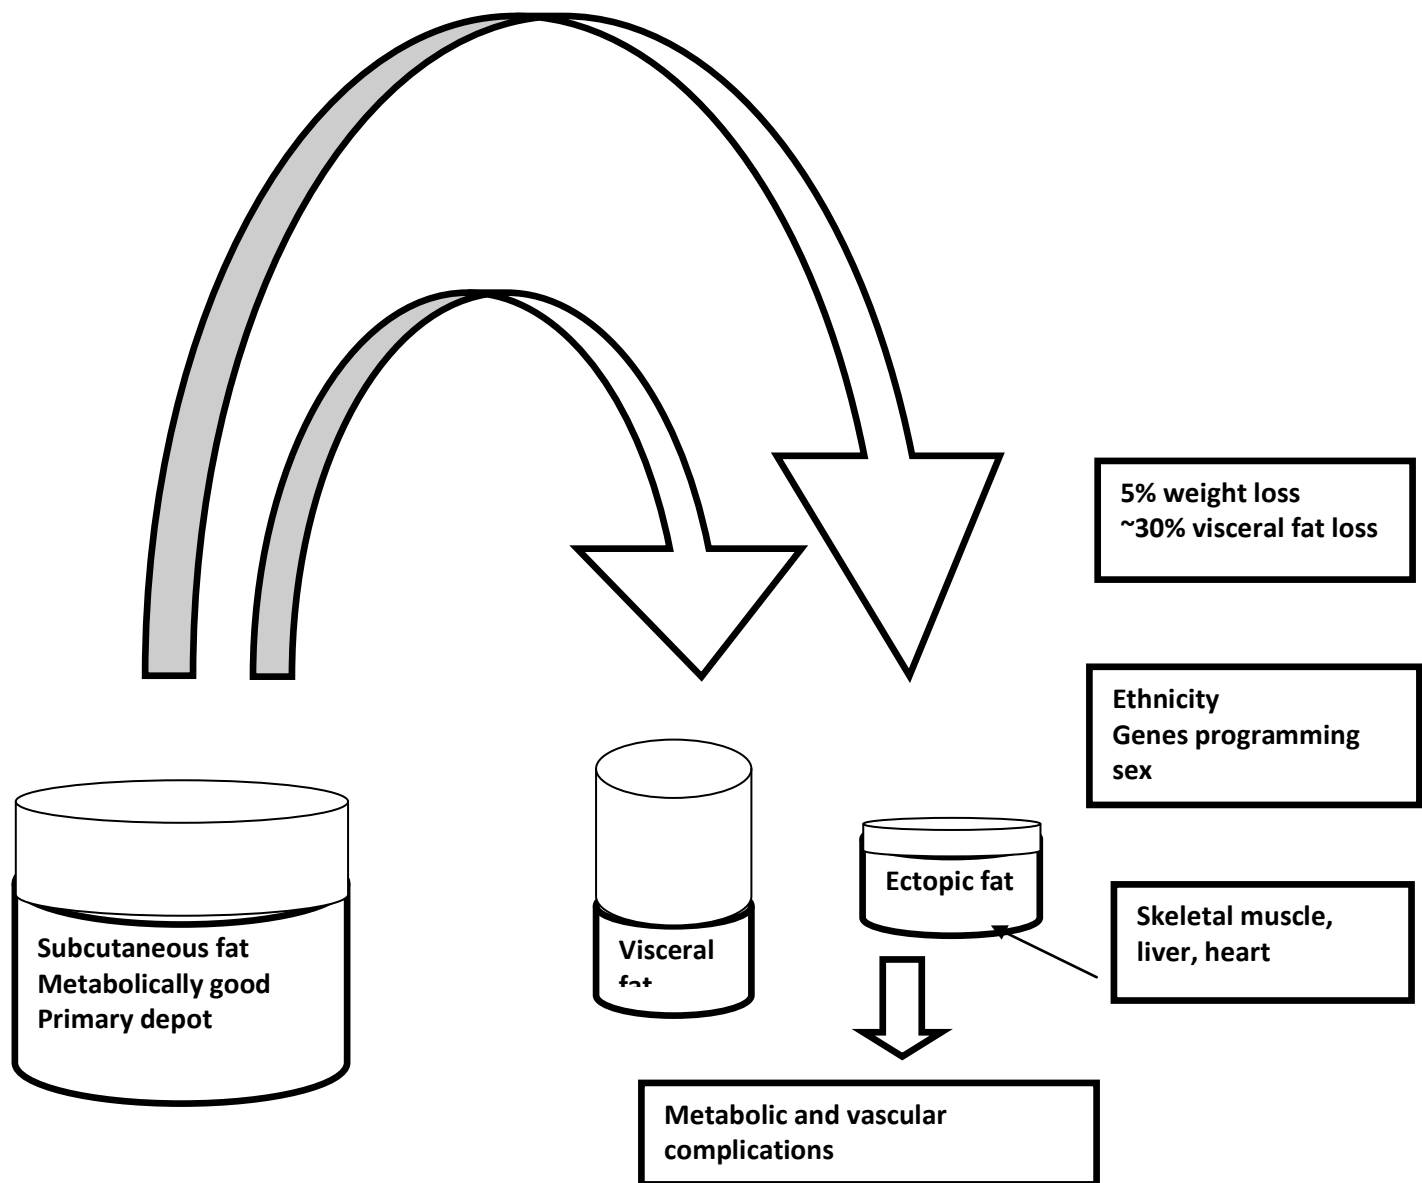 5% weight loss
~30% visceral fat loss
Ethnicity
Genes programming
sex
Ectopic fat
Skeletal muscle,
liver, heart
Subcutaneous fat
Metabolically good
Primary depot
Visceral
fat
Metabolic and vascular
complications